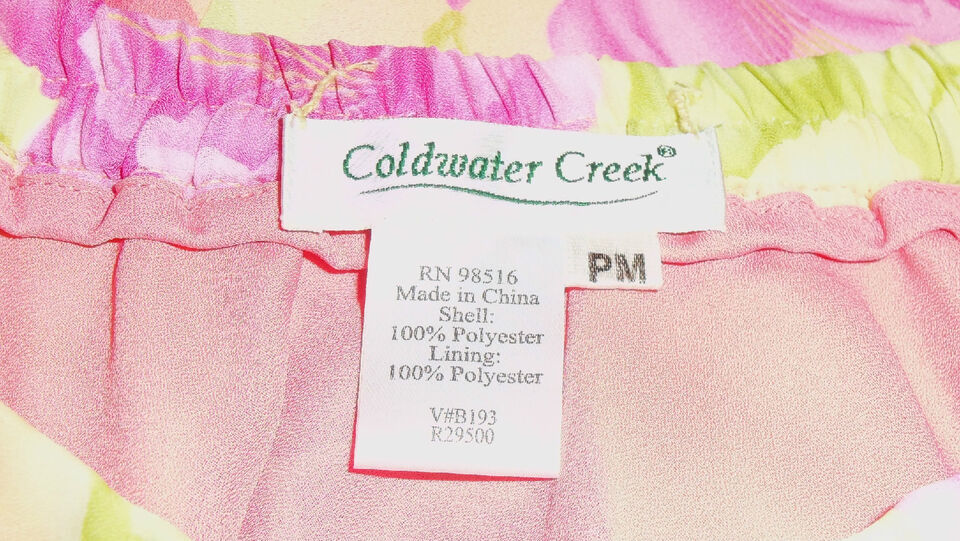 Coldwater Creek®
PM
RN 98516
Made in China
Shell:
100% Polyester
Lining:
100% Polyester
V#B193
R29500